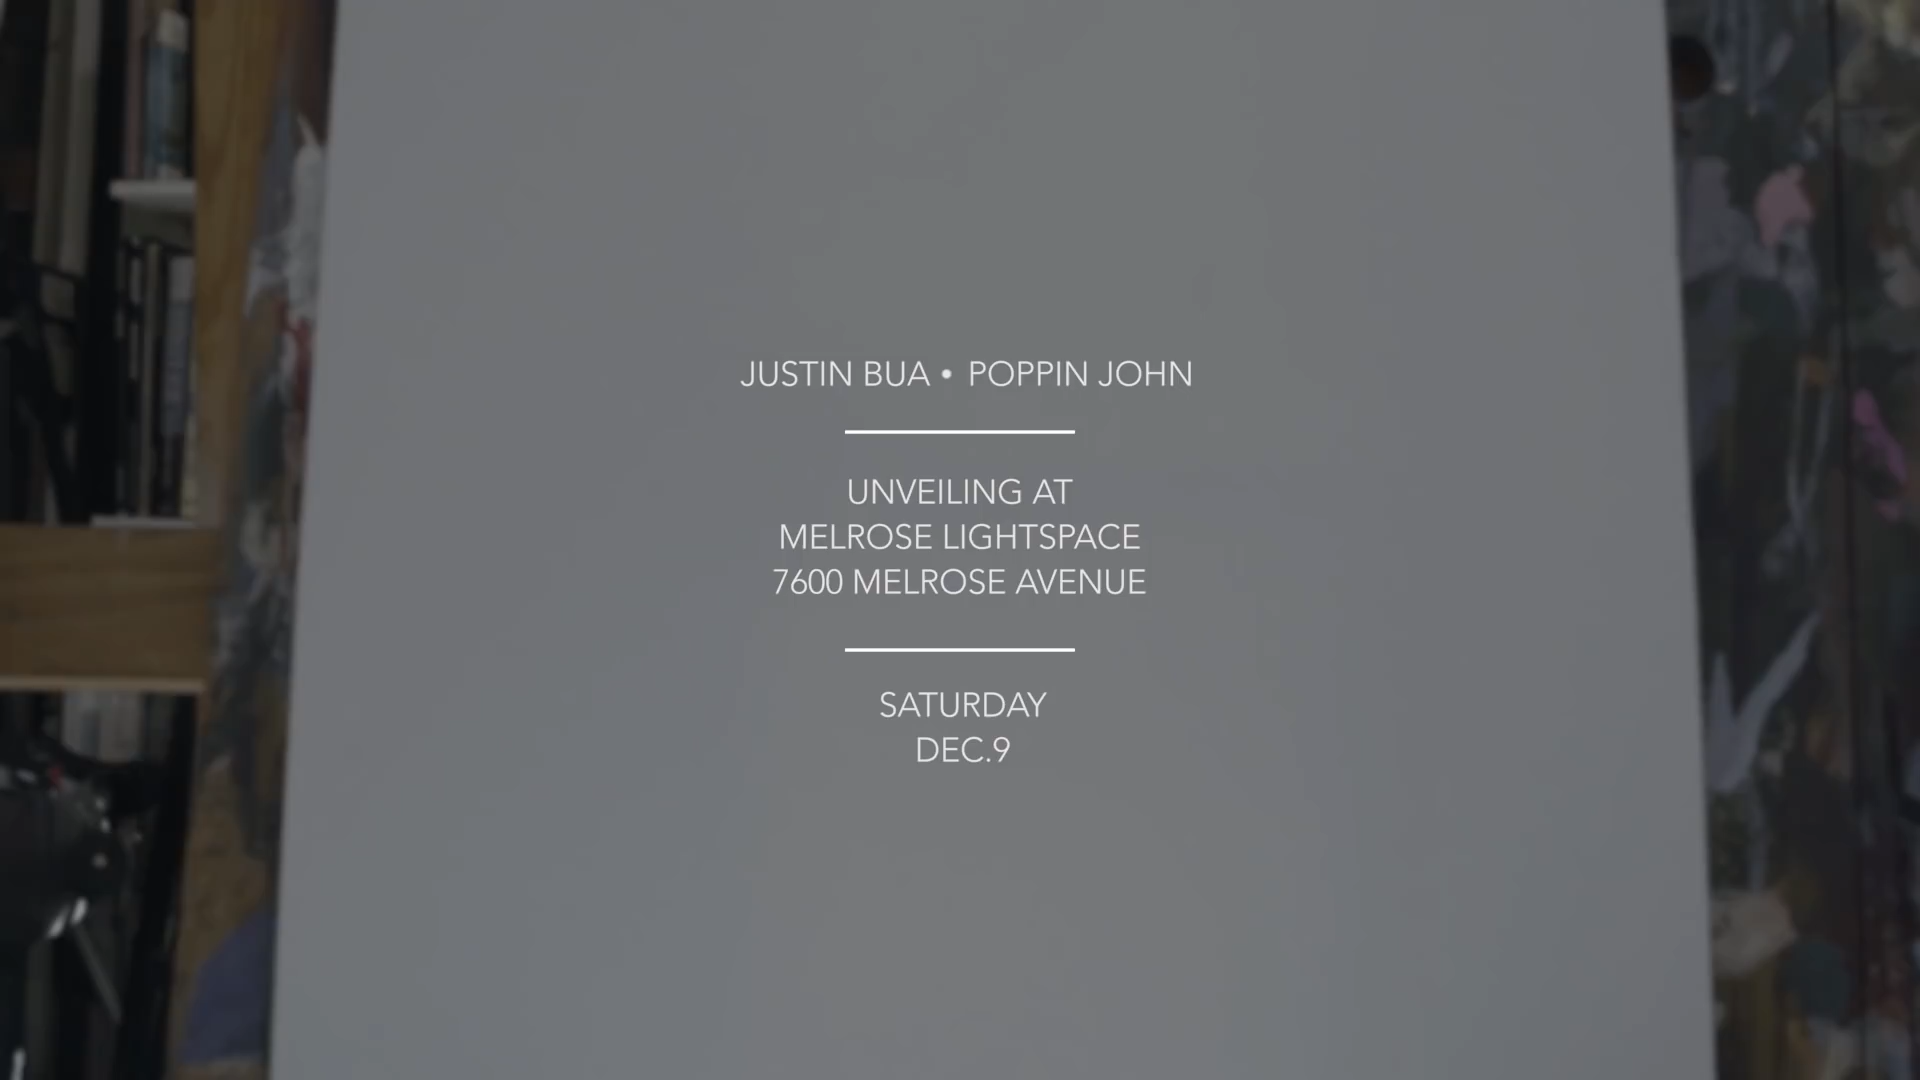 JUSTIN BUA • POPPIN JOHN
UNVEILING AT
MELROSE LIGHTSPACE
7600 MELROSE AVENUE
SATURDAY
DEC.9